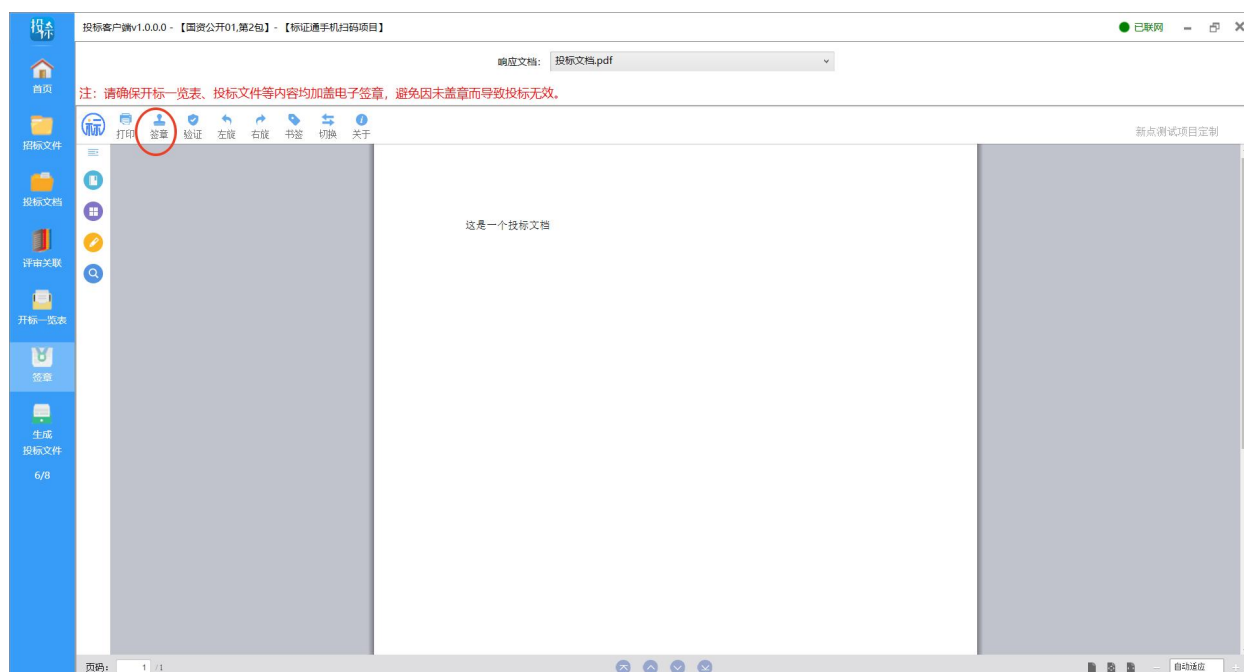 投标
投标客户端v1.0.0.0 - 【国资公开01,第2包】 - 【标证通手机扫码项目】
已联网
首页
招标文件
投标文档
评审关联
开标一览表
签章
生成
投标文件
6/8
响应文档:
投标文档.pdf
注：请确保开标一览表、投标文件等内容均加盖电子签章，避免因未盖章而导致投标无效。
标
打印 签章 验证 左旋 右旋 书签 切换 关于
新点测试项目定制
这是一个投标文档
页码: 1 /1
自动适应